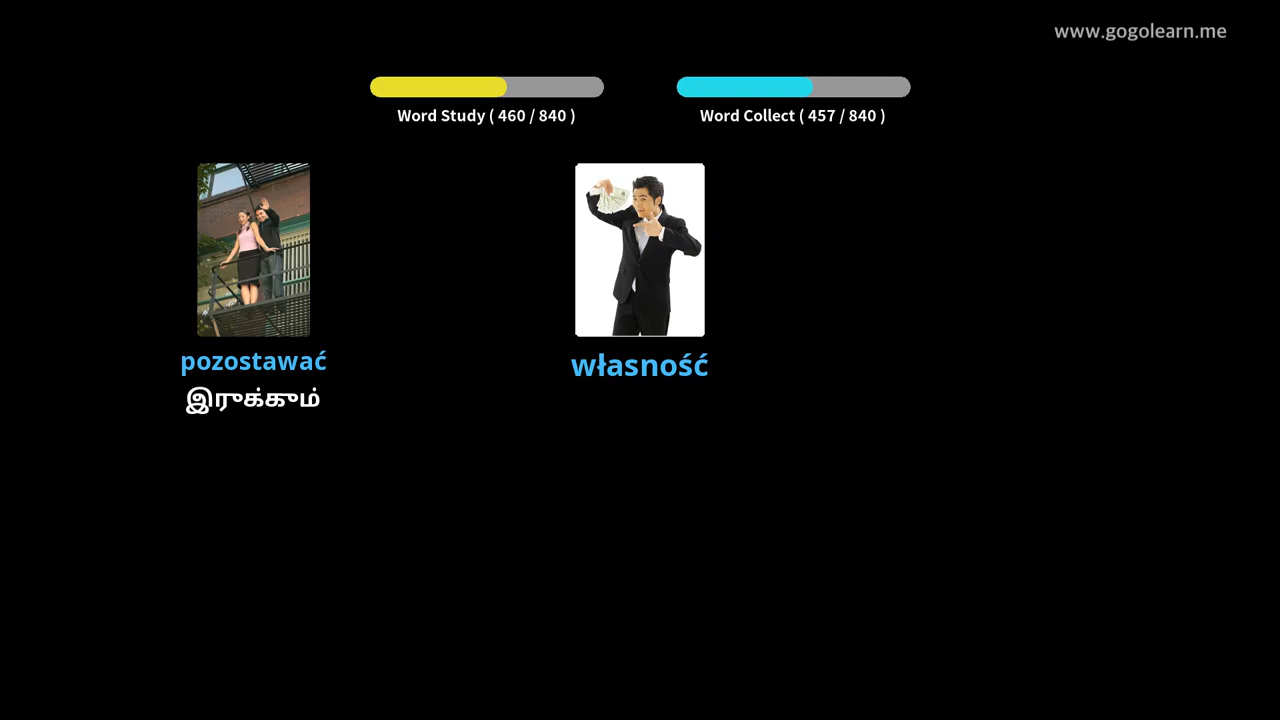 www.gogolearn.me
Word Study ( 460 / 840 )
Word Collect ( 457 / 840 )
pozostawać
இருக்கும்
własność